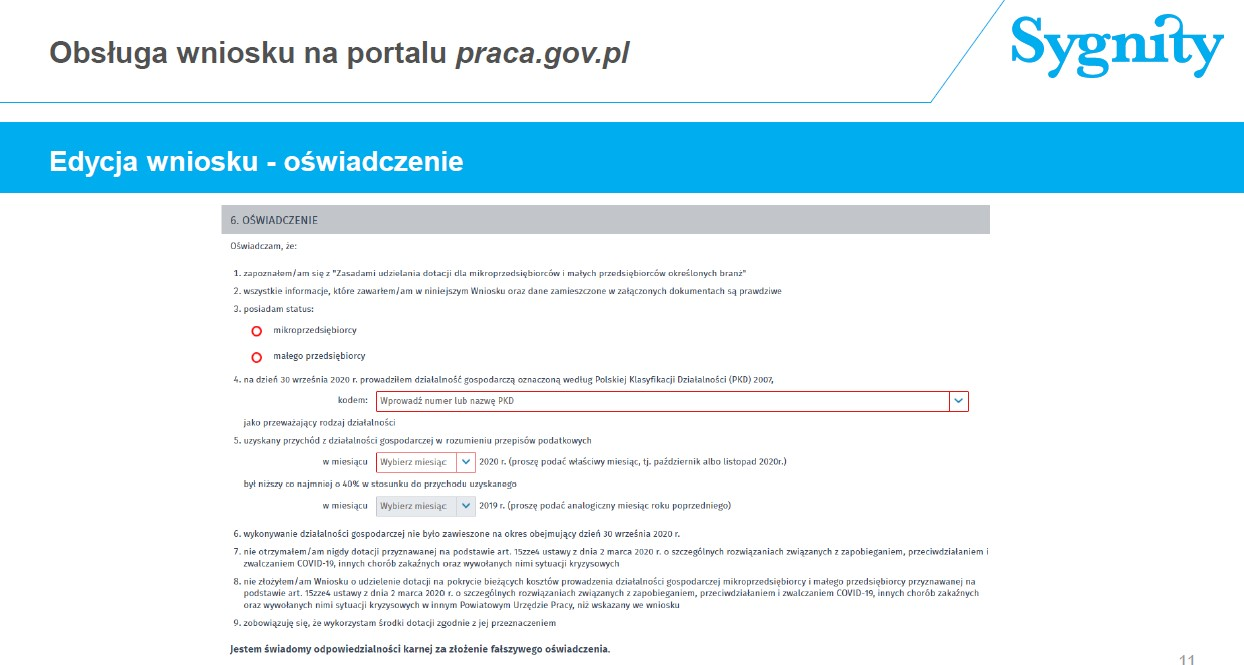 Obsługa wniosku na portalu praca.gov.pl
Sygnity
Edycja wniosku - oświadczenie
6. OŚWIADCZENIE
Oświadczam, że:
1. zapoznałem/am się z "Zasadami udzielania dotacji dla mikroprzedsiębiorców i małych przedsiębiorców określonych branż"
2. wszystkie informacje, które zawarłem/am w niniejszym Wniosku oraz dane zamieszczone w załączonych dokumentach są prawdziwe
3. posiadam status:
mikroprzedsiębiorcy
małego przedsiębiorcy
4. na dzień 30 września 2020 r. prowadziłem działalność gospodarczą oznaczoną według Polskiej Klasyfikacji Działalności (PKD) 2007,
kodem: Wprowadź numer lub nazwę PKD
jako przeważający rodzaj działalności
5. uzyskany przychód z działalności gospodarczej w rozumieniu przepisów podatkowych
w miesiącu Wybierz miesiąc 2020 r. (proszę podać właściwy miesiąc, tj. październik albo listopad 2020r.)
był niższy co najmniej o 40% w stosunku do przychodu uzyskanego
w miesiącu Wybierz miesiąc 2019 r. (proszę podać analogiczny miesiąc roku poprzedniego)
6. wykonywanie działalności gospodarczej nie było zawieszone na okres obejmujący dzień 30 września 2020 r.
7. nie otrzymałem/am nigdy dotacji przyznawanej na podstawie art. 15zze4 ustawy z dnia 2 marca 2020 r. o szczególnych rozwiązaniach związanych z zapobieganiem, przeciwdziałaniem i
zwalczaniem COVID-19, innych chorób zakaźnych oraz wywołanych nimi sytuacji kryzysowych
8. nie złożyłem/am Wniosku o udzielenie dotacji na pokrycie bieżących kosztów prowadzenia działalności gospodarczej mikroprzedsiębiorcy i małego przedsiębiorcy przyznawanej na
podstawie art. 15zze4 ustawy z dnia 2 marca 2020 r. o szczególnych rozwiązaniach związanych z zapobieganiem, przeciwdziałaniem i zwalczaniem COVID-19, innych chorób zakaźnych
oraz wywołanych nimi sytuacji kryzysowych w innym Powiatowym Urzędzie Pracy, niż wskazany we wniosku
9. zobowiązuję się, że wykorzystam środki dotacji zgodnie z jej przeznaczeniem
Jestem świadomy odpowiedzialności karnej za złożenie fałszywego oświadczenia.
11